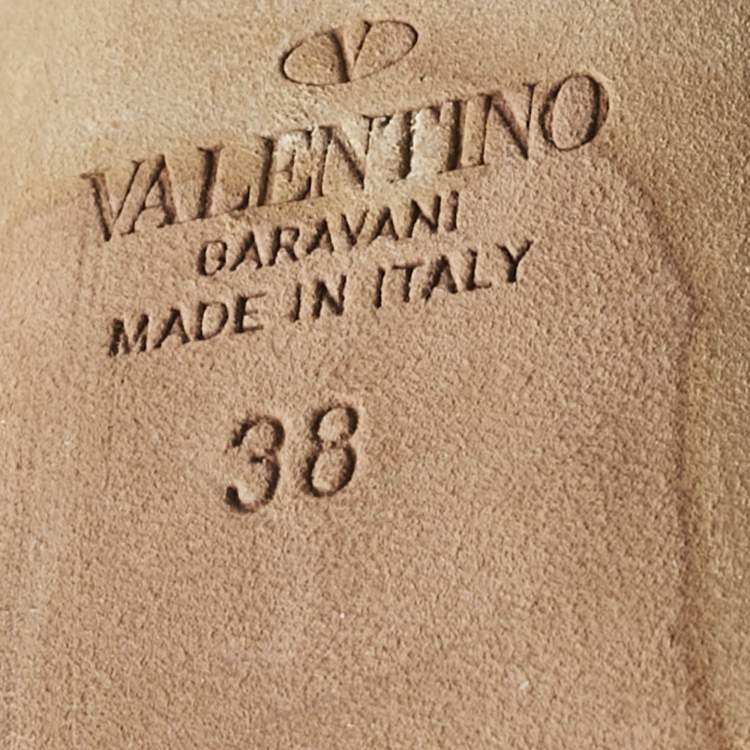 V
VALENTINO
GARAVANI
MADE IN ITALY
38